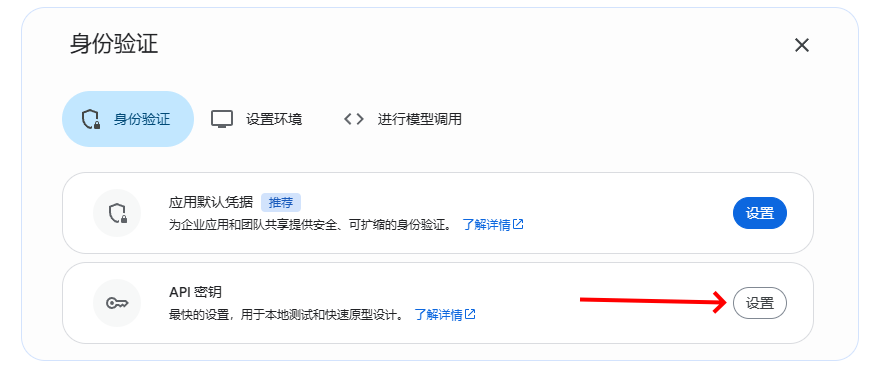 身份验证
身份验证
设置环境
进行模型调用
应用默认凭据 推荐
为企业应用和团队共享提供安全、可扩缩的身份验证。 了解详情
设置
API 密钥
最快的设置，用于本地测试和快速原型设计。 了解详情
设置